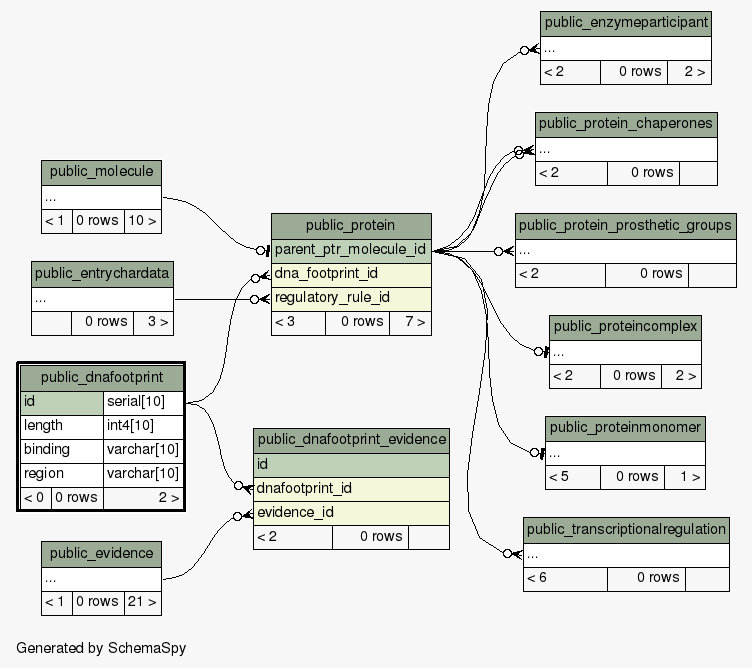 public_enzymeparticipant
...
< 2 0 rows 2 >
public_protein_chaperones
...
< 2 0 rows
public_molecule
...
< 1 0 rows 10 >
public_protein
parent_ptr_molecule_id
dna_footprint_id
regulatory_rule_id
< 3 0 rows 7 >
public_protein_prosthetic_groups
...
< 2 0 rows
public_entrychardata
...
0 rows 3 >
public_proteincomplex
...
< 2 0 rows 2 >
public_dnafootprint
id serial[10]
length int4[10]
binding varchar[10]
region varchar[10]
< 0 0 rows 2 >
public_dnafootprint_evidence
id
dnafootprint_id
evidence_id
< 2 0 rows
public_proteinmonomer
...
< 5 0 rows 1 >
public_evidence
...
< 1 0 rows 21 >
public_transcriptionalregulation
...
< 6 0 rows
Generated by SchemaSpy